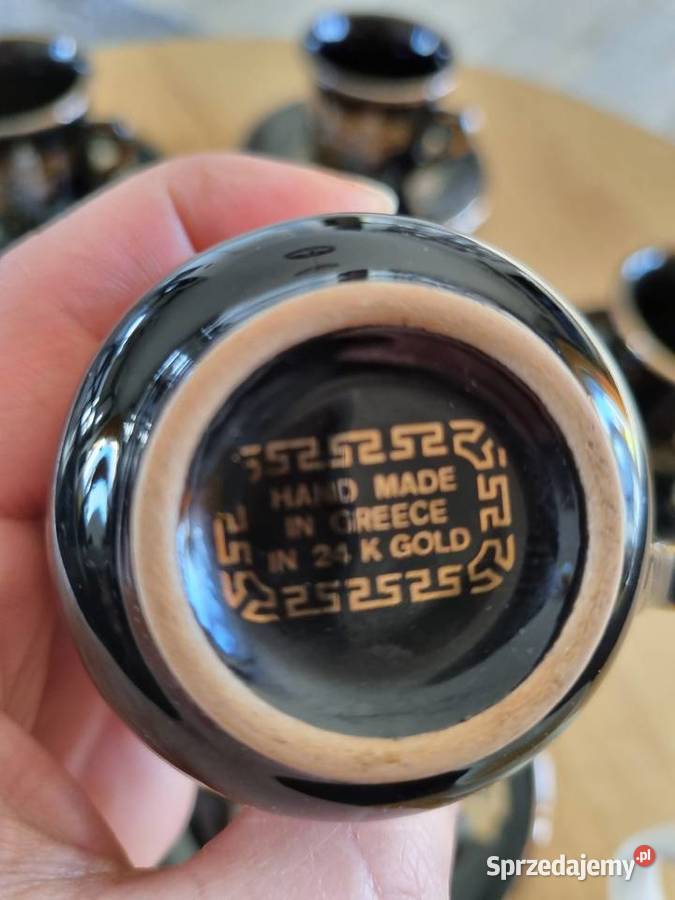 HAND MADE
IN GREECE
IN 24 K GOLD
Sprzedajemy.pl